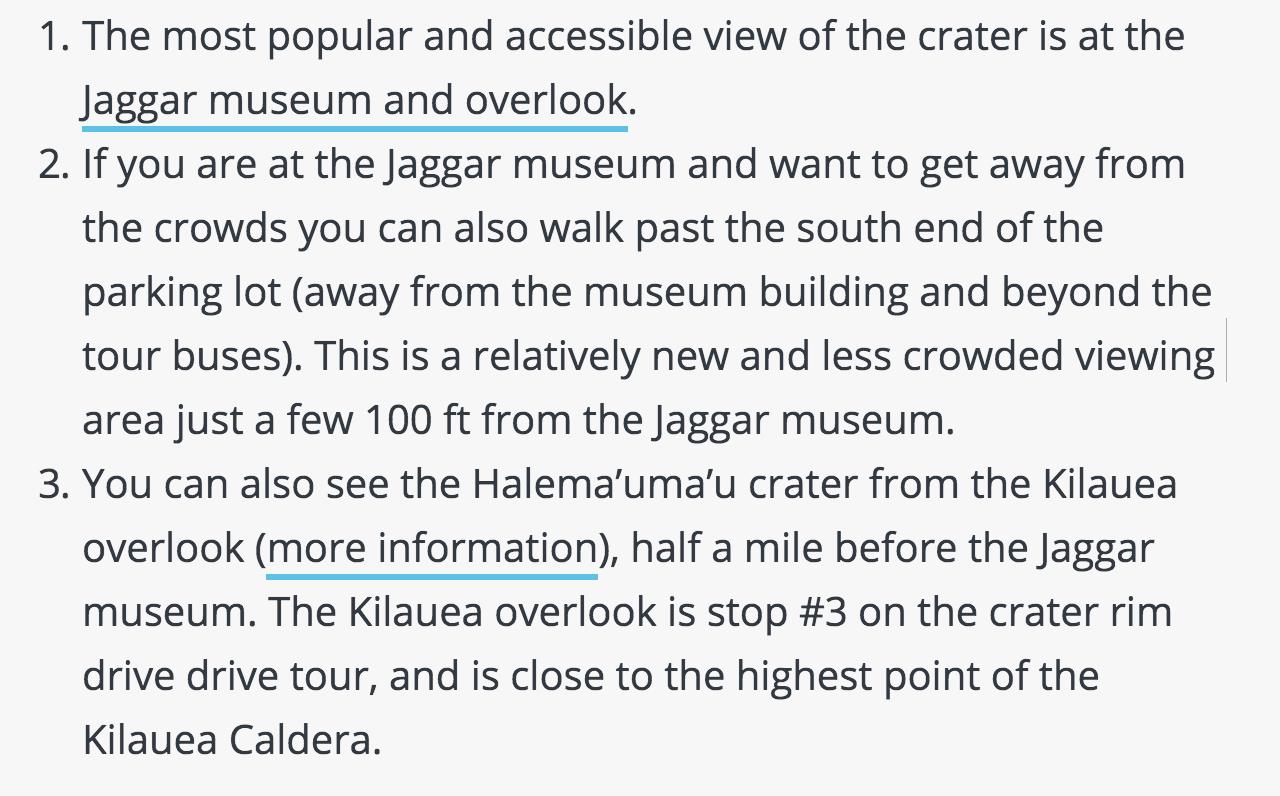 1. The most popular and accessible view of the crater is at the
Jaggar museum and overlook.
2. If you are at the Jaggar museum and want to get away from
the crowds you can also walk past the south end of the
parking lot (away from the museum building and beyond the
tour buses). This is a relatively new and less crowded viewing
area just a few 100 ft from the Jaggar museum.
3. You can also see the Halema’uma’u crater from the Kilauea
overlook (more information), half a mile before the Jaggar
museum. The Kilauea overlook is stop #3 on the crater rim
drive drive tour, and is close to the highest point of the
Kilauea Caldera.